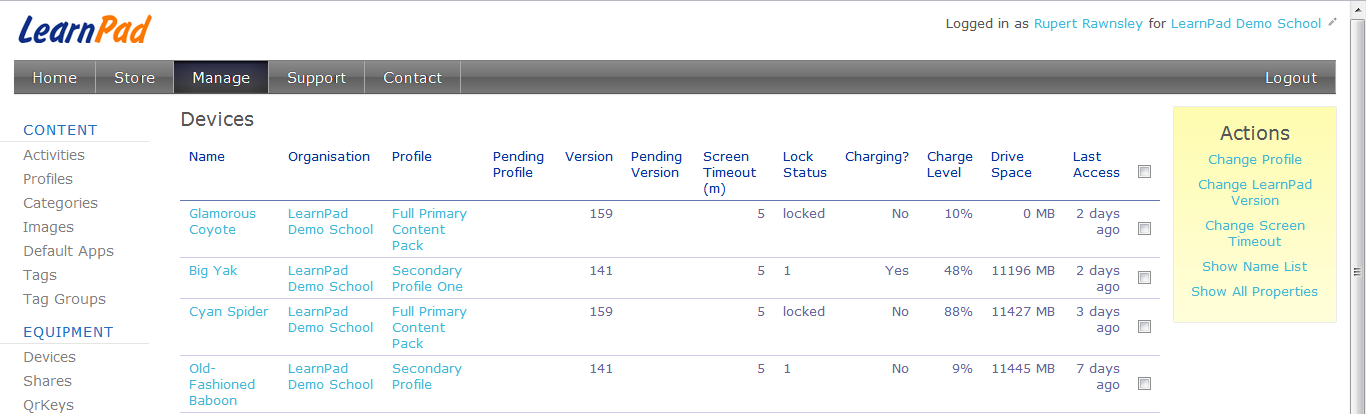 LearnPad
Logged in as Rupert Rawnsley for LearnPad Demo School
Home Store Manage Support Contact Logout
CONTENT
Activities
Profiles
Categories
Images
Default Apps
Tags
Tag Groups
EQUIPMENT
Devices
Shares
QrKeys
Devices
Name Organisation Profile Pending Version Pending Screen Lock Charging? Charge Drive Last
Profile Version Timeout Status Level Space Access
(m)
Glamorous LearnPad Full Primary 159 5 locked No 10% 0 MB 2 days
Coyote Demo School Content ago
Pack
Big Yak LearnPad Secondary 141 5 1 Yes 48% 11196 MB 2 days
Demo School Profile One ago
Cyan Spider LearnPad Full Primary 159 5 locked No 88% 11427 MB 3 days
Demo School Content ago
Pack
Old- LearnPad Secondary 141 5 1 No 9% 11445 MB 7 days
Fashioned Demo School Profile ago
Baboon
Actions
Change Profile
Change LearnPad
Version
Change Screen
Timeout
Show Name List
Show All Properties